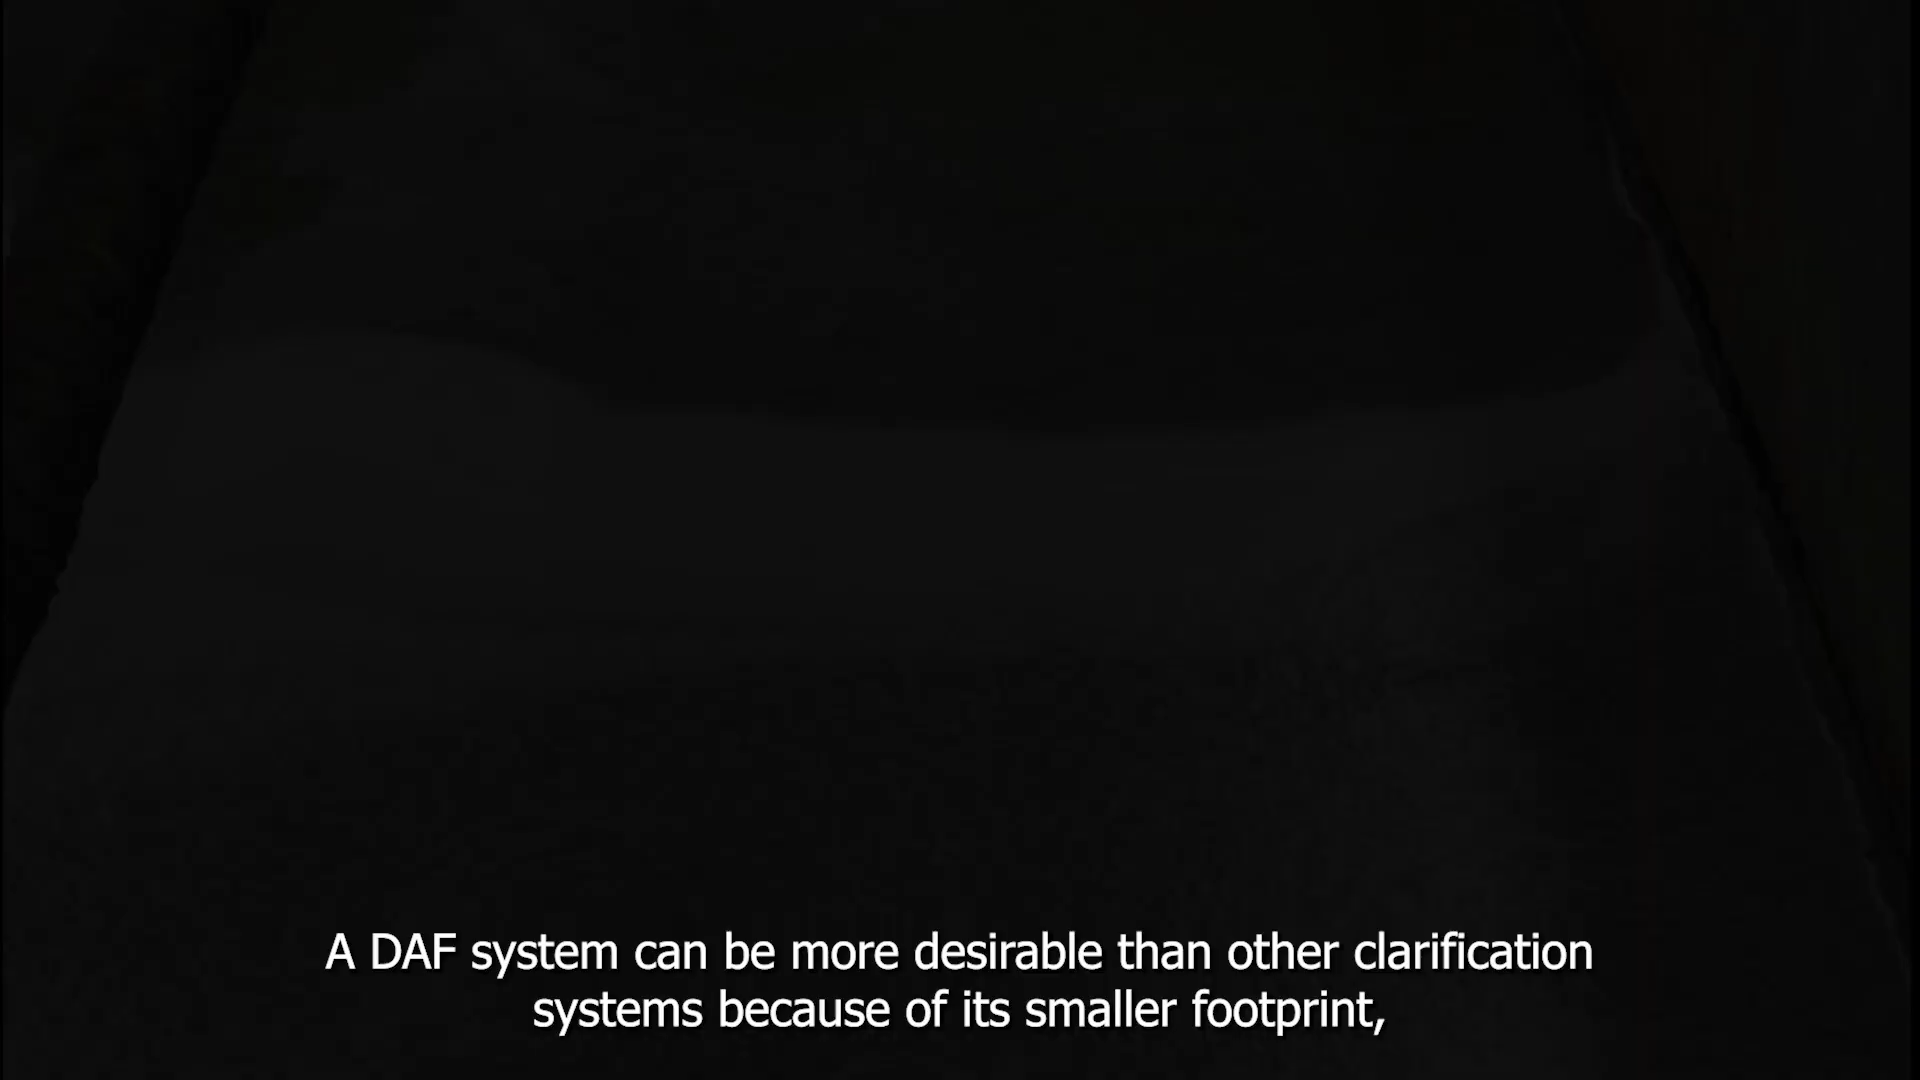 A DAF system can be more desirable than other clarification
systems because of its smaller footprint,